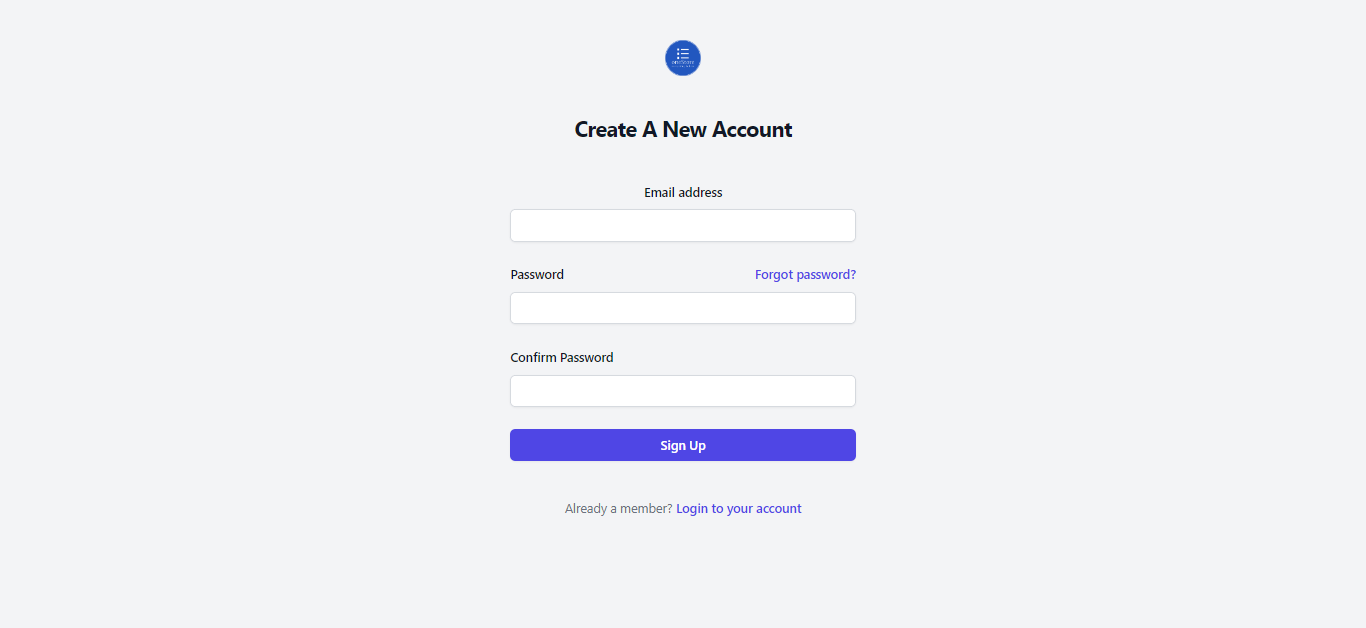 Create A New Account
Email address
Password Forgot password?
Confirm Password
Sign Up
Already a member? Login to your account